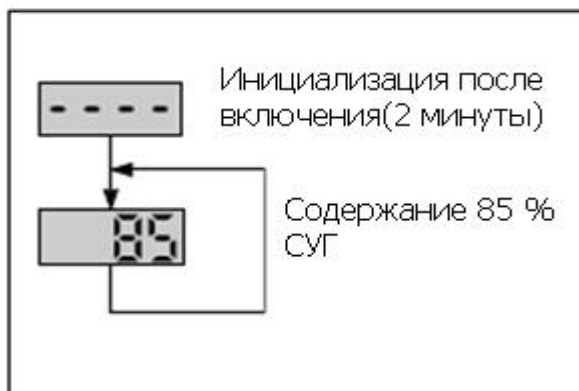 - - - -
Инициализация после
включения(2 минуты)
85
Содержание 85 %
СУГ